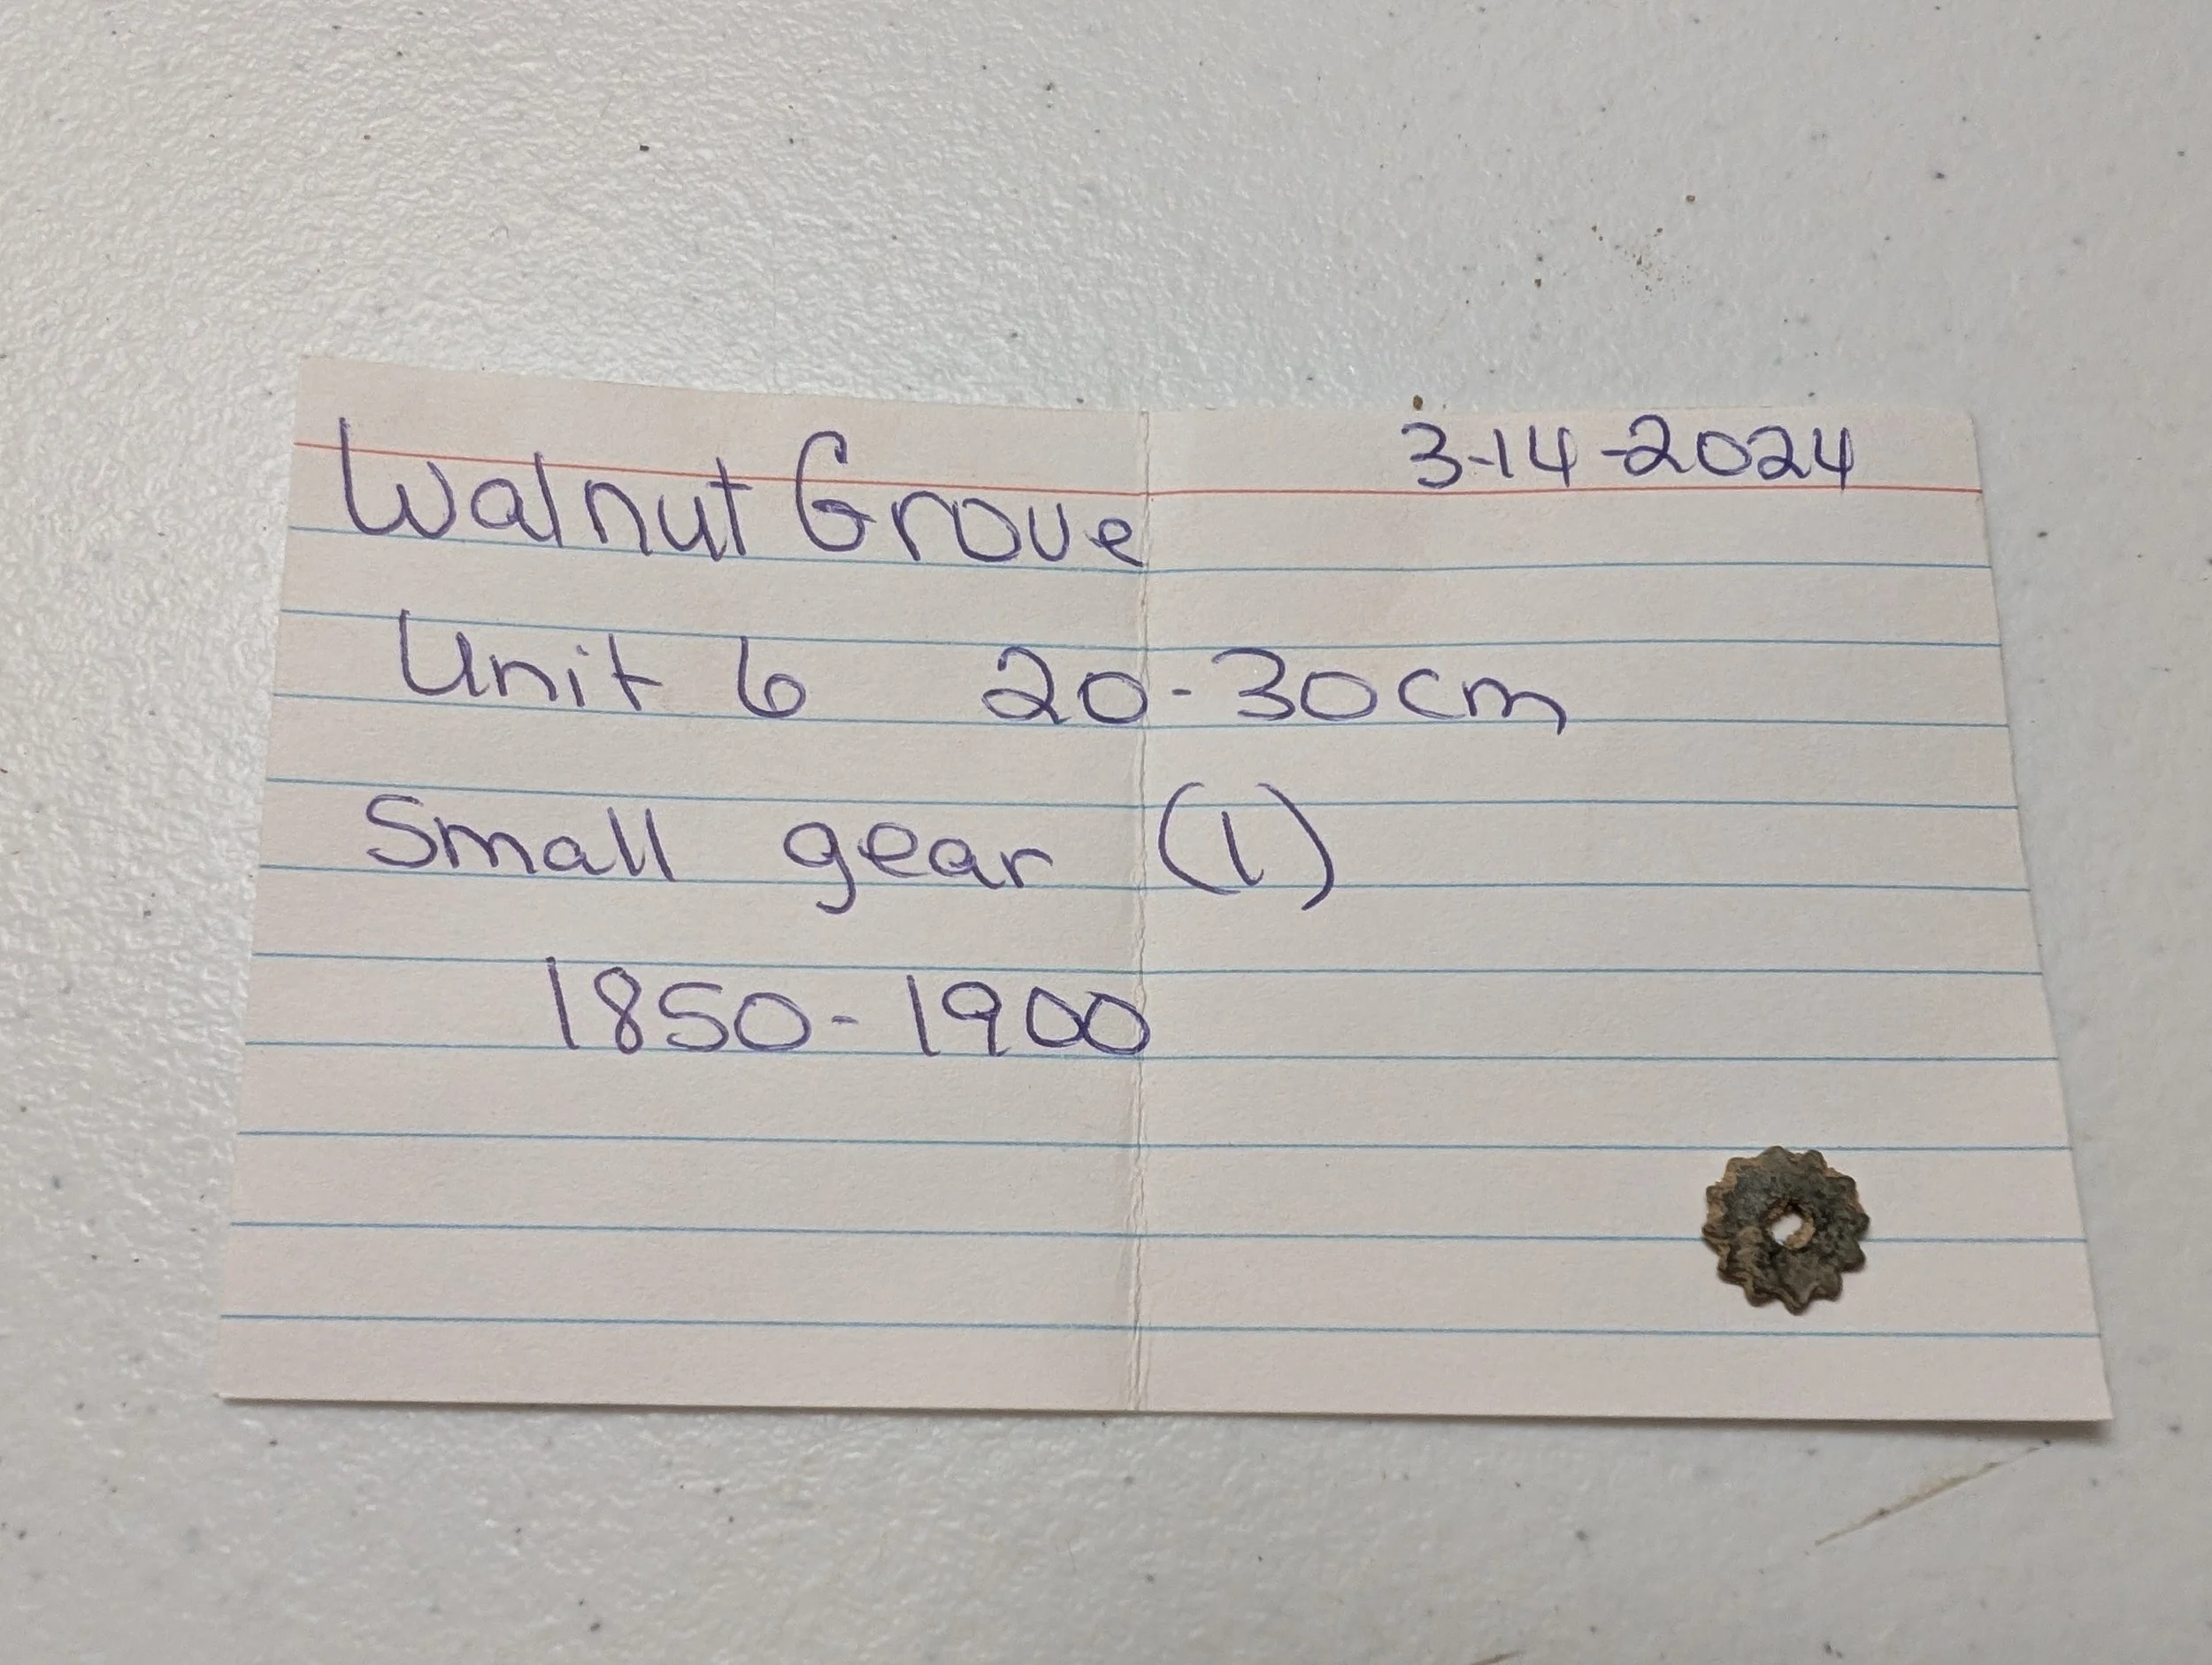 Walnut Grove 3-14-2024
Unit 6 20-30cm
Small gear (1)
1850-1900